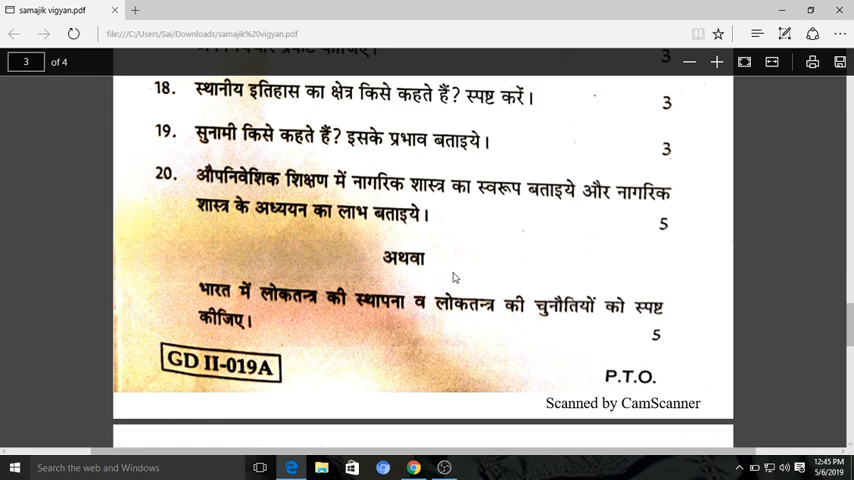 samajik vigyan.pdf
file:///C:/Users/Sai/Downloads/samajik%20vigyan.pdf
3 of 4
3
18. स्थानीय इतिहास का क्षेत्र किसे कहते हैं? स्पष्ट करें।
3
19. सुनामी किसे कहते हैं? इसके प्रभाव बताइये।
3
20. औपनिवेशिक शिक्षण में नागरिक शास्त्र का स्वरूप बताइये और नागरिक
शास्त्र के अध्ययन का लाभ बताइये।
5
अथवा
भारत में लोकतन्त्र की स्थापना व लोकतन्त्र की चुनौतियों को स्पष्ट
कीजिए।
5
GD II-019A
P.T.O.
Scanned by CamScanner
Search the web and Windows
12:45 PM
5/6/2019